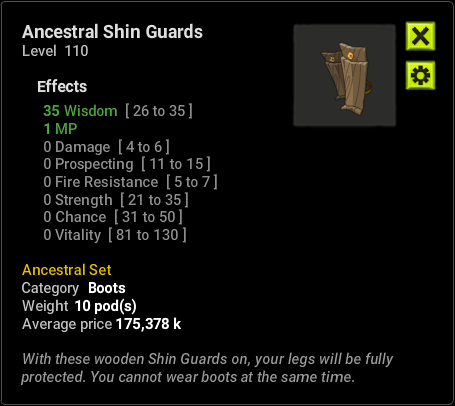 Ancestral Shin Guards
Level 110
Effects
35 Wisdom [ 26 to 35 ]
1 MP
0 Damage [ 4 to 6 ]
0 Prospecting [ 11 to 15 ]
0 Fire Resistance [ 5 to 7 ]
0 Strength [ 21 to 35 ]
0 Chance [ 31 to 50 ]
0 Vitality [ 81 to 130 ]
Ancestral Set
Category Boots
Weight 10 pod(s)
Average price 175,378 k
With these wooden Shin Guards on, your legs will be fully
protected. You cannot wear boots at the same time.